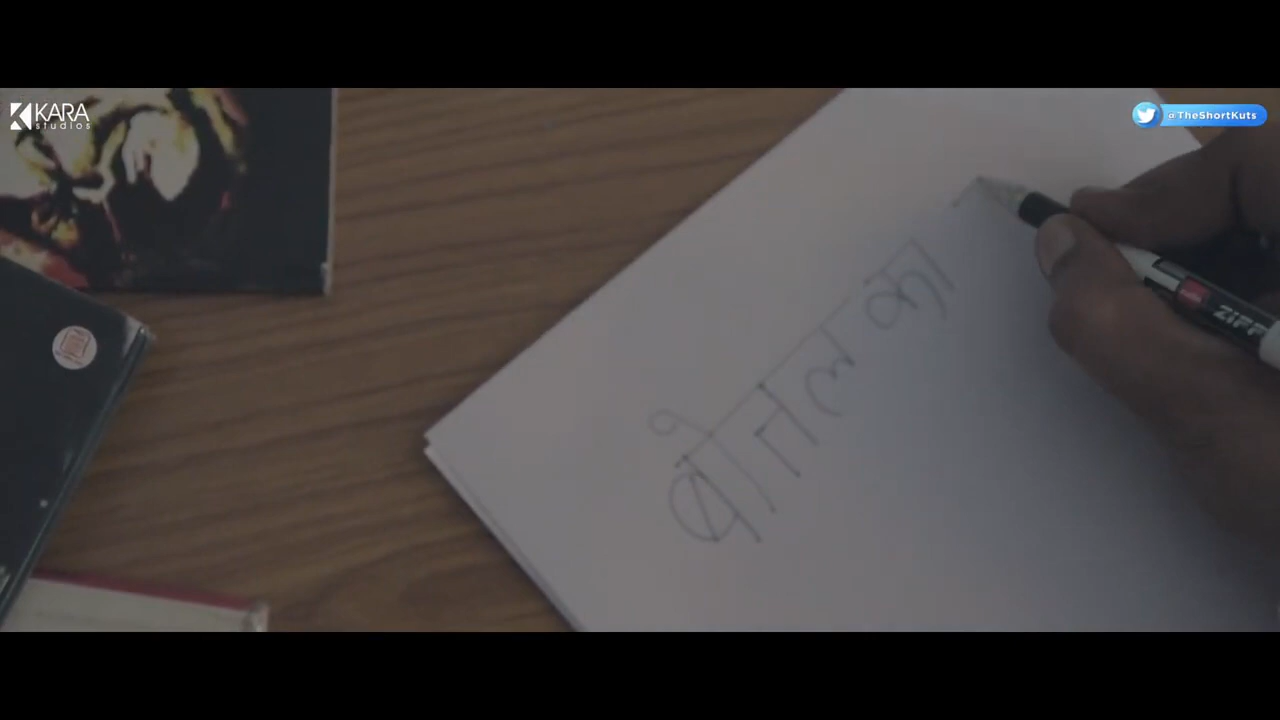 KARA
studios
@TheShortKuts
बोतल का
ZIPP